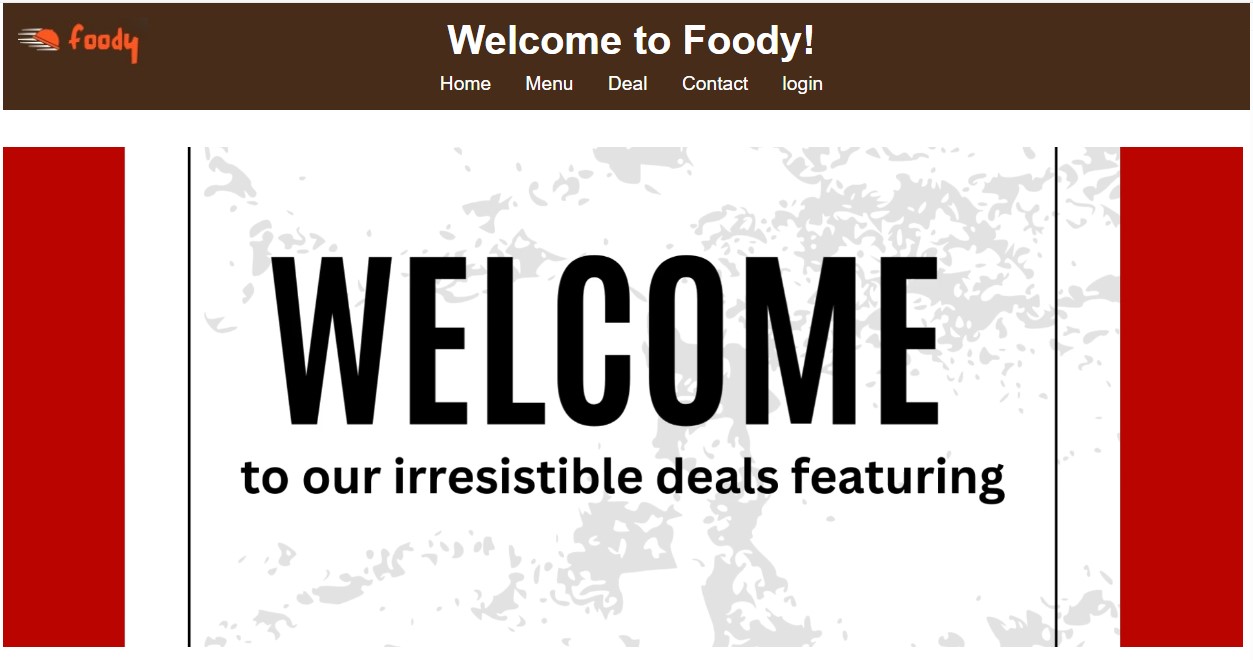 foody
Welcome to Foody!
Home Menu Deal Contact login
WELCOME
to our irresistible deals featuring